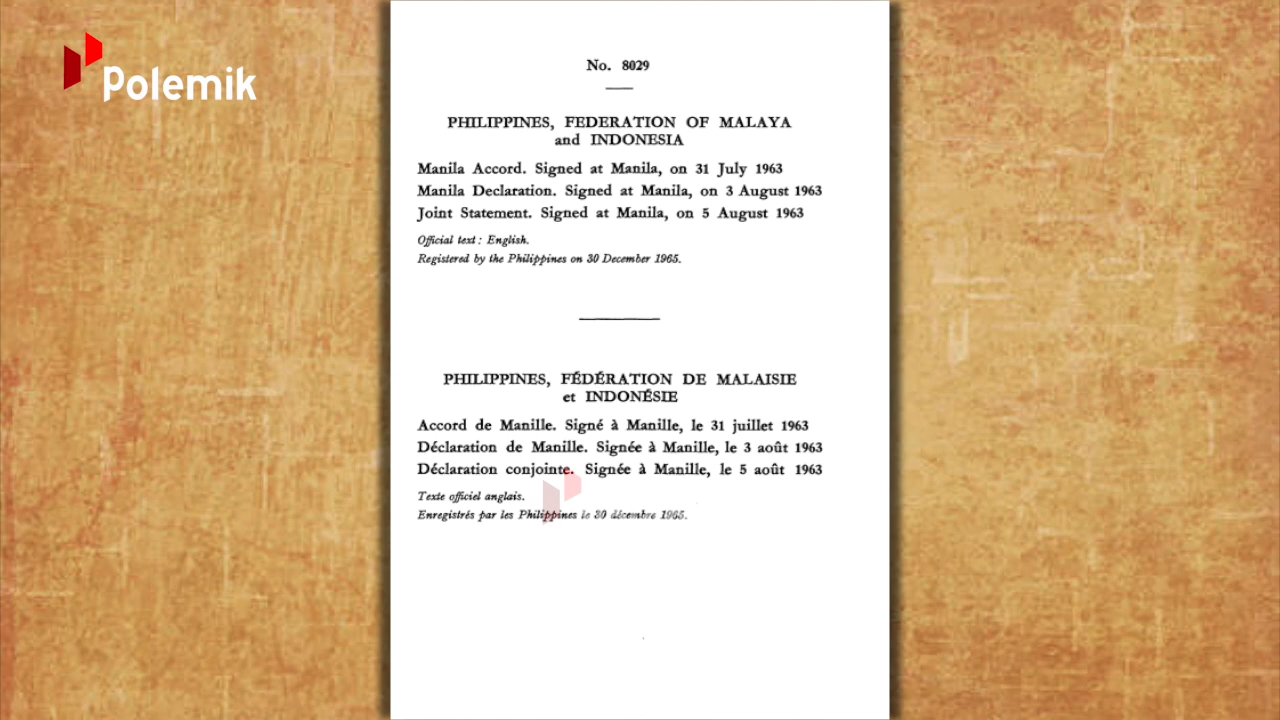 Polemik
No. 8029
PHILIPPINES, FEDERATION OF MALAYA
and INDONESIA
Manila Accord. Signed at Manila, on 31 July 1963
Manila Declaration. Signed at Manila, on 3 August 1963
Joint Statement. Signed at Manila, on 5 August 1963
Official text : English.
Registered by the Philippines on 30 December 1965.
PHILIPPINES, FÉDÉRATION DE MALAISIE
et INDONÉSIE
Accord de Manille. Signé à Manille, le 31 juillet 1963
Déclaration de Manille. Signée à Manille, le 3 août 1963
Déclaration conjointe. Signée à Manille, le 5 août 1963
Texte officiel anglais.
Enregistrés par les Philippines le 30 décembre 1965.